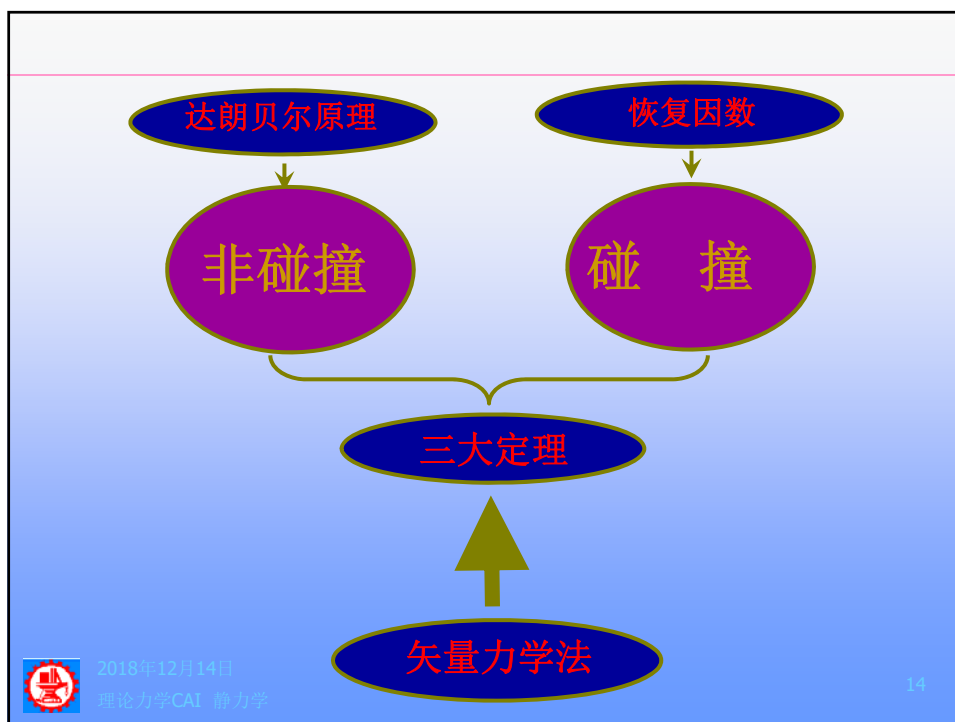 达朗贝尔原理
恢复因数
非碰撞
碰 撞
三大定理
矢量力学法
2018年12月14日
理论力学CAI 静力学
14